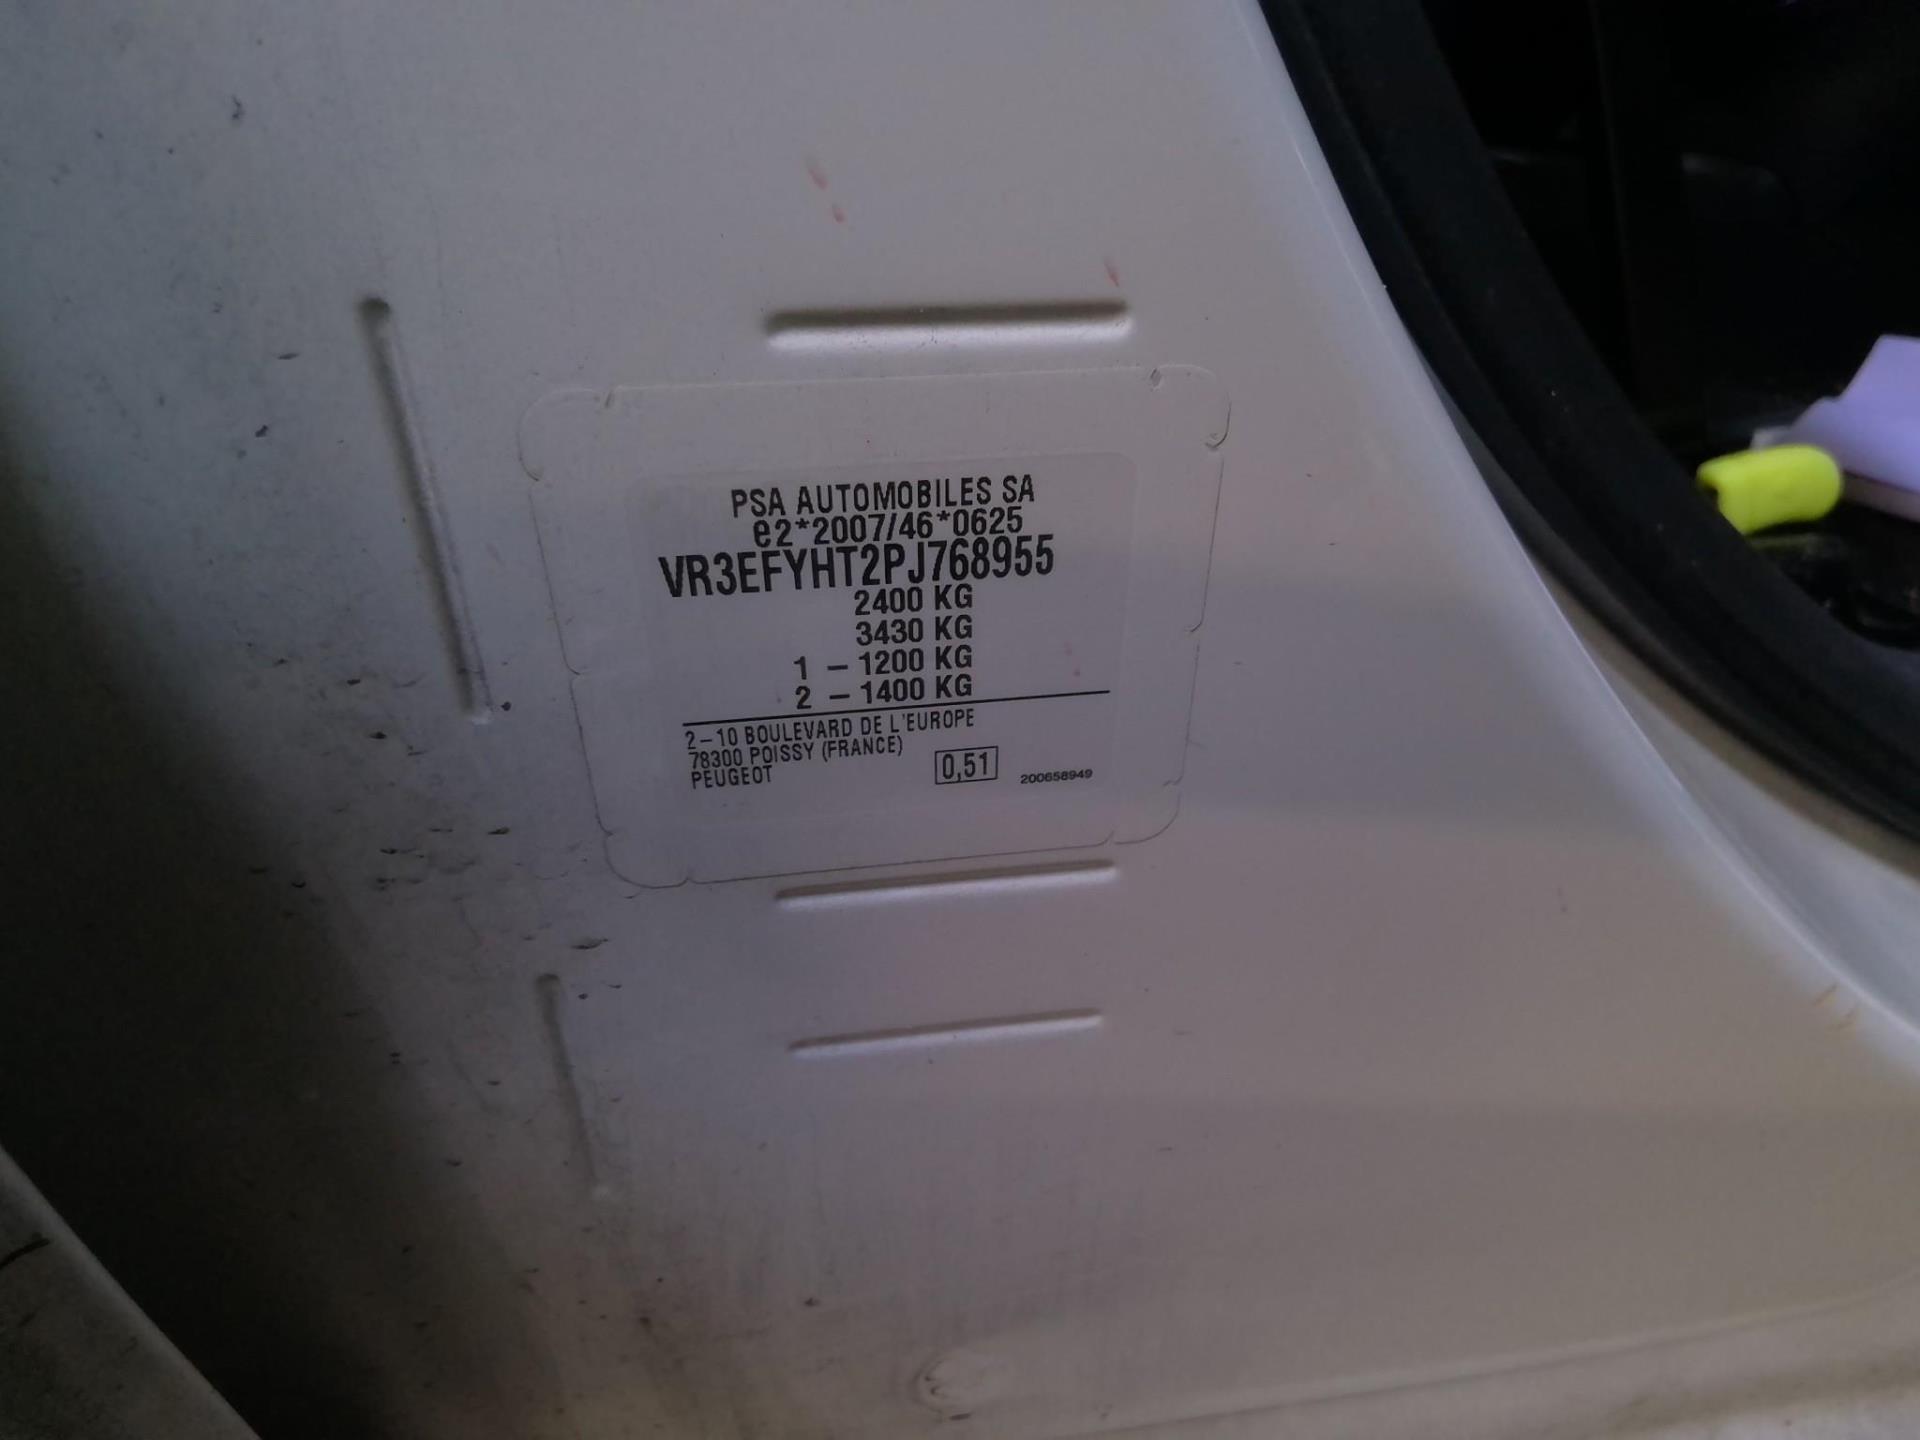 PSA AUTOMOBILES SA
e2*2007/46*0625
VR3EFYHT2PJ768955
2400 KG
3430 KG
1 – 1200 KG
2 – 1400 KG
2–10 BOULEVARD DE L'EUROPE
78300 POISSY (FRANCE)
PEUGEOT
0,51
200658949